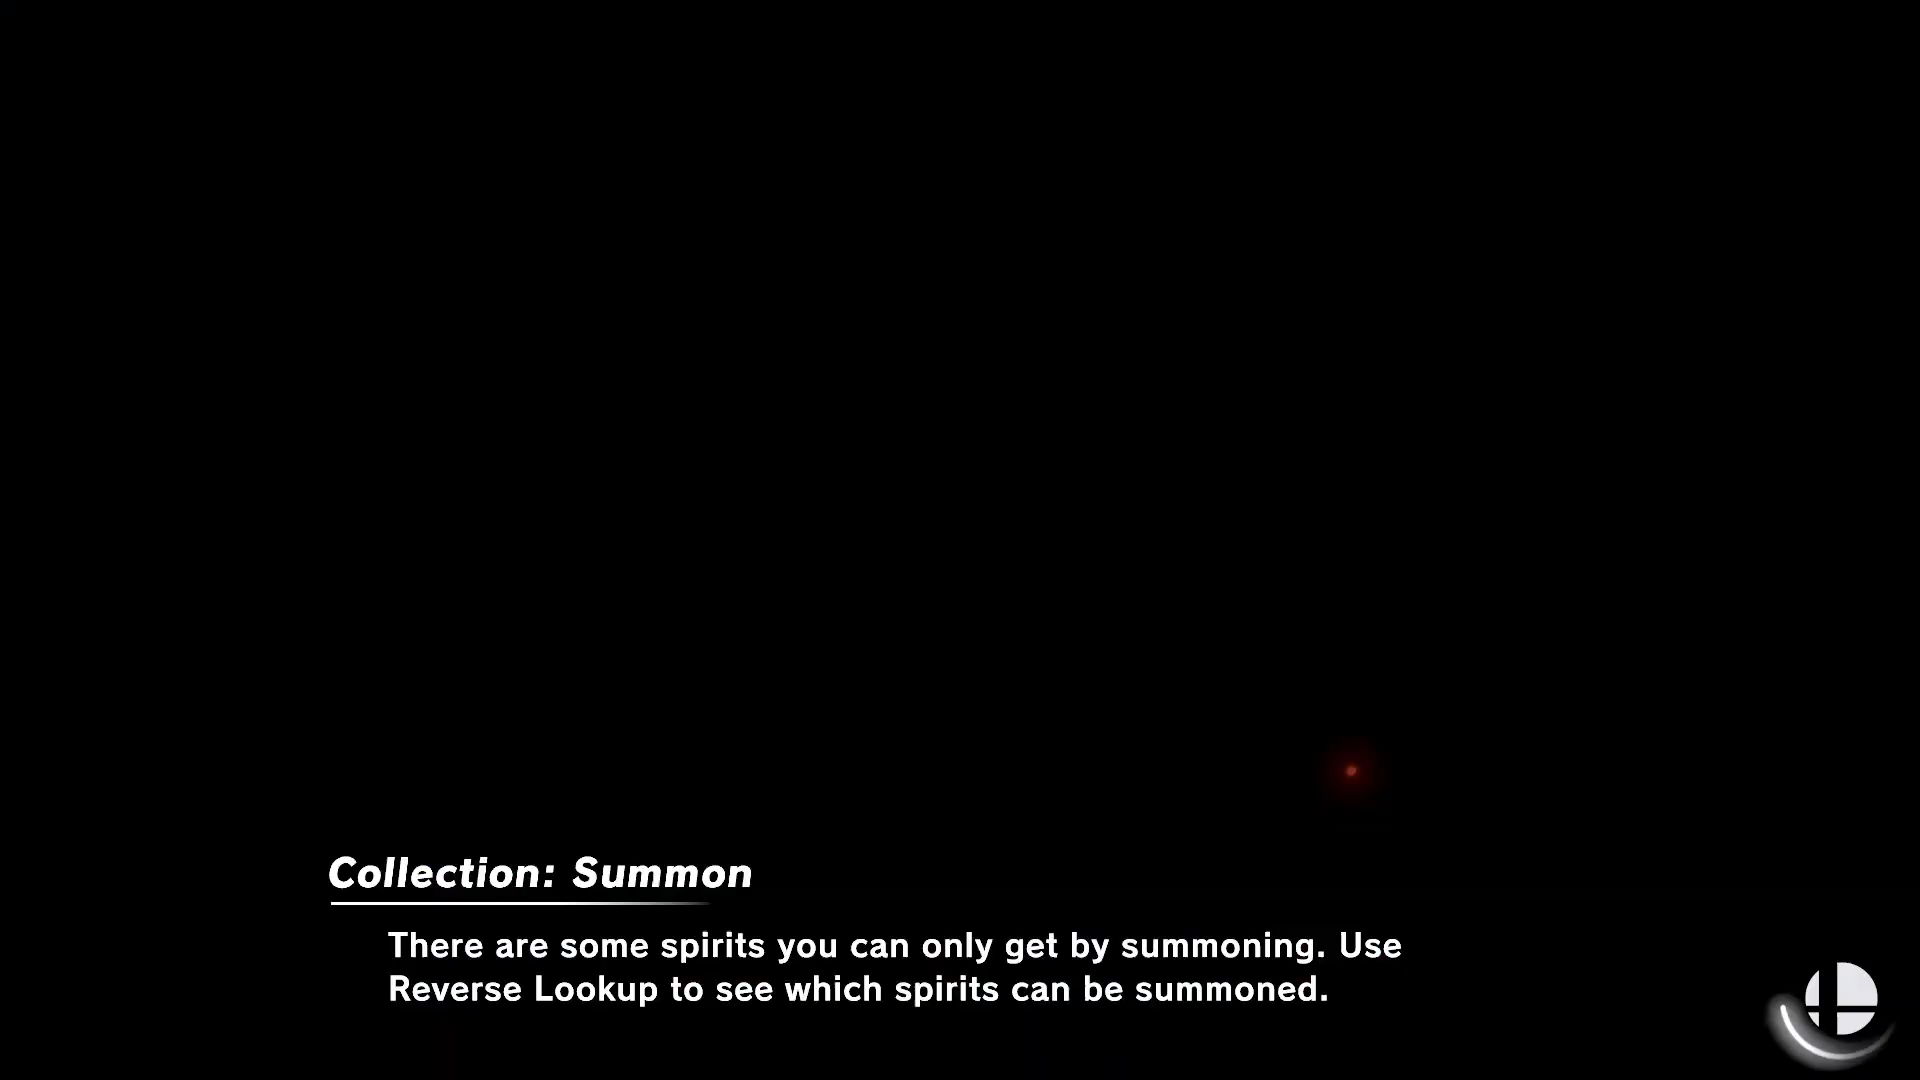 Collection: Summon
There are some spirits you can only get by summoning. Use
Reverse Lookup to see which spirits can be summoned.